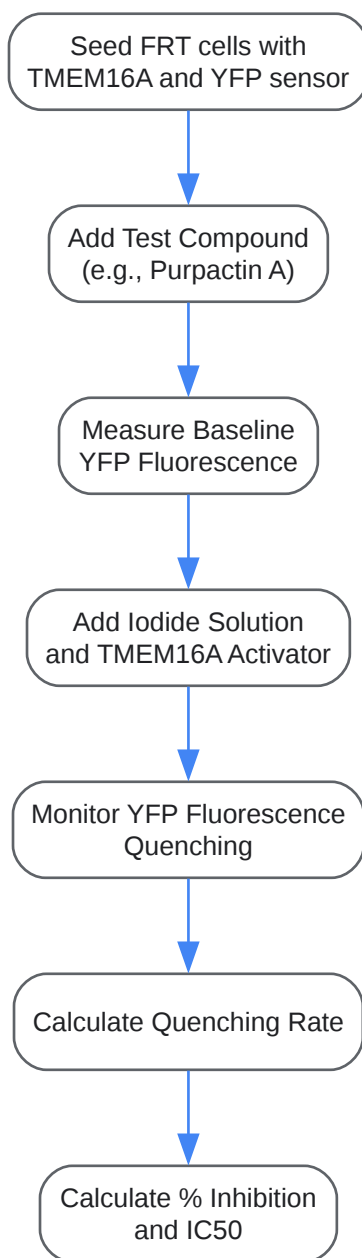 Seed FRT cells with
TMEM16A and YFP sensor
Add Test Compound
(e.g., Purpactin A)
Measure Baseline
YFP Fluorescence
Add Iodide Solution
and TMEM16A Activator
Monitor YFP Fluorescence
Quenching
Calculate Quenching Rate
Calculate % Inhibition
and IC50